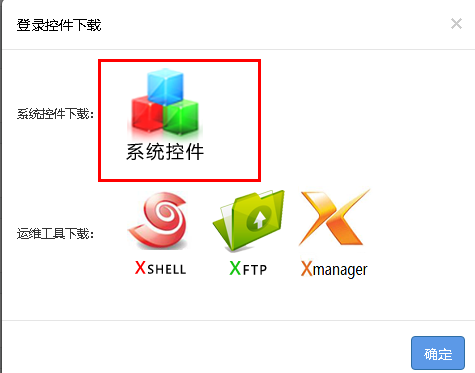 登录控件下载
系统控件下载：
系统控件
运维工具下载：
XSHELL
XFTP
Xmanager
确定